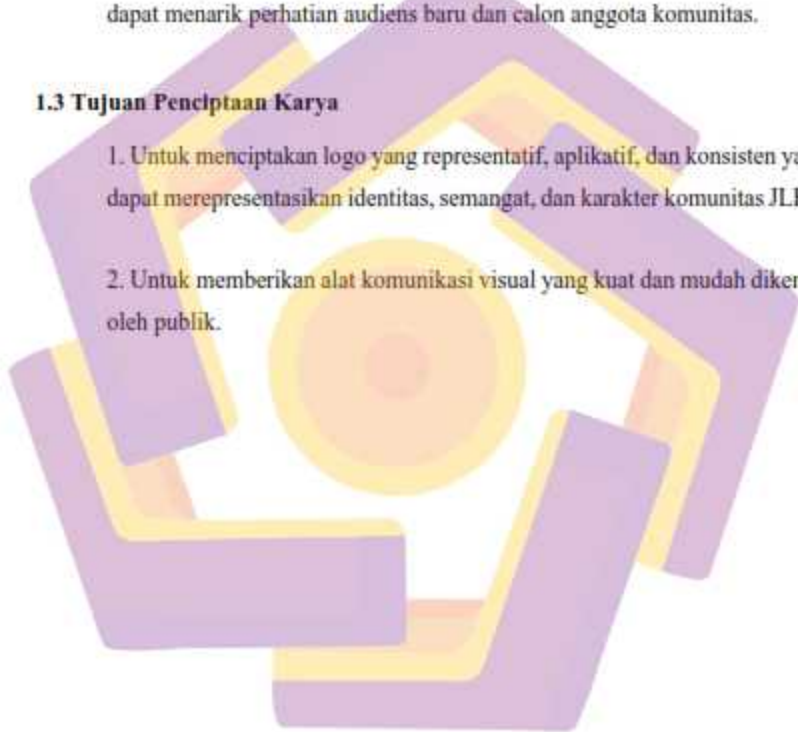 dapat menarik perhatian audiens baru dan calon anggota komunitas.
1.3 Tujuan Penciptaan Karya
1. Untuk menciptakan logo yang representatif, aplikatif, dan konsisten
dapat merepresentasikan identitas, semangat, dan karakter komunitas
2. Untuk memberikan alat komunikasi visual yang kuat dan mudah
oleh publik.